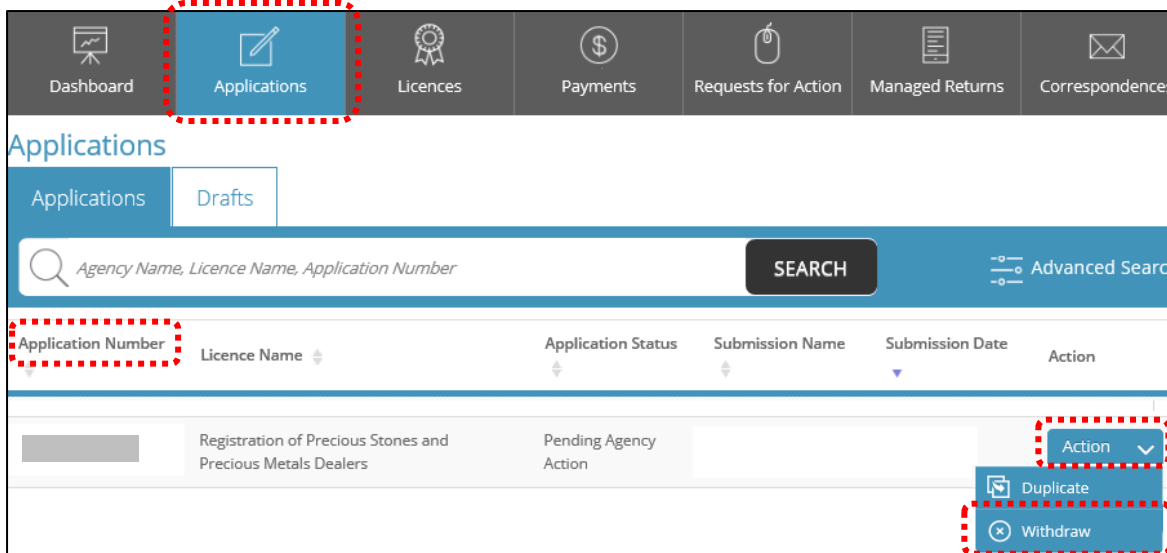 Dashboard
Applications
Licences
Payments
Requests for Action
Managed Returns
Correspondences
Applications
Applications
Drafts
Agency Name, Licence Name, Application Number
SEARCH
Advanced Searc
Application Number
Licence Name
Application Status
Submission Name
Submission Date
Action
Registration of Precious Stones and
Precious Metals Dealers
Pending Agency
Action
Action
Duplicate
Withdraw